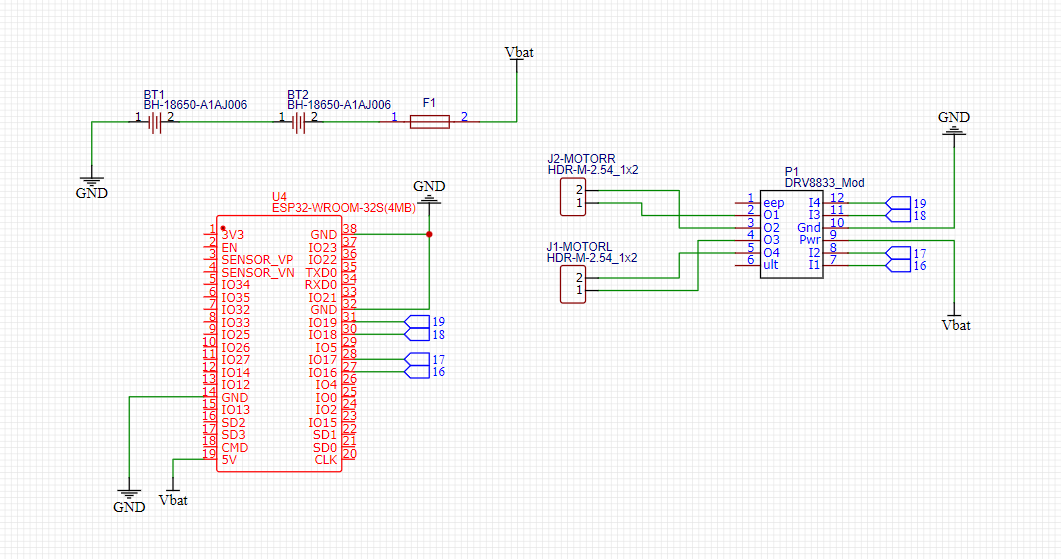 Vbat
BT1
BH-18650-A1AJ006
1 2
BT2
BH-18650-A1AJ006
1 2
F1
1 2
GND
GND
U4
ESP32-WROOM-32S(4MB)
1 3V3
2 EN
3 SENSOR_VP
4 SENSOR_VN
5 IO34
6 IO35
7 IO32
8 IO33
9 IO25
10 IO26
11 IO27
12 IO14
13 IO12
14 GND
15 IO13
16 SD2
17 SD3
18 CMD
19 5V
GND 38
IO23 37
IO22 36
TXD0 35
RXD0 34
IO21 33
GND 32
IO19 31
IO18 30
IO5 29
IO17 28
IO16 27
IO4 26
IO0 25
IO2 24
IO15 23
SD1 22
SD0 21
CLK 20
19
18
17
16
GND
Vbat
J2-MOTORR
HDR-M-2.54_1x2
2
1
J1-MOTORL
HDR-M-2.54_1x2
2
1
GND
P1
DRV8833_Mod
1 eep
2 O1
3 O2
4 O3
5 O4
6 ult
I4 12
I3 11
Gnd 10
Pwr 9
I2 8
I1 7
19
18
17
16
Vbat